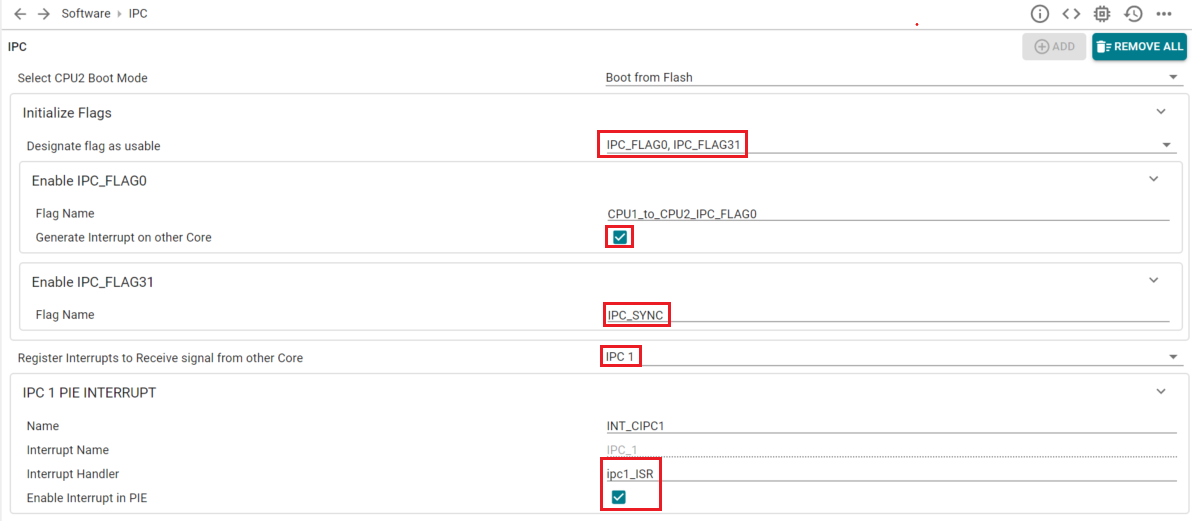 Software › IPC
IPC
ADD
REMOVE ALL
Select CPU2 Boot Mode
Boot from Flash
Initialize Flags
Designate flag as usable
IPC_FLAG0, IPC_FLAG31
Enable IPC_FLAG0
Flag Name
CPU1_to_CPU2_IPC_FLAG0
Generate Interrupt on other Core
Enable IPC_FLAG31
Flag Name
IPC_SYNC
Register Interrupts to Receive signal from other Core
IPC 1
IPC 1 PIE INTERRUPT
Name
INT_CIPC1
Interrupt Name
IPC_1
Interrupt Handler
ipc1_ISR
Enable Interrupt in PIE